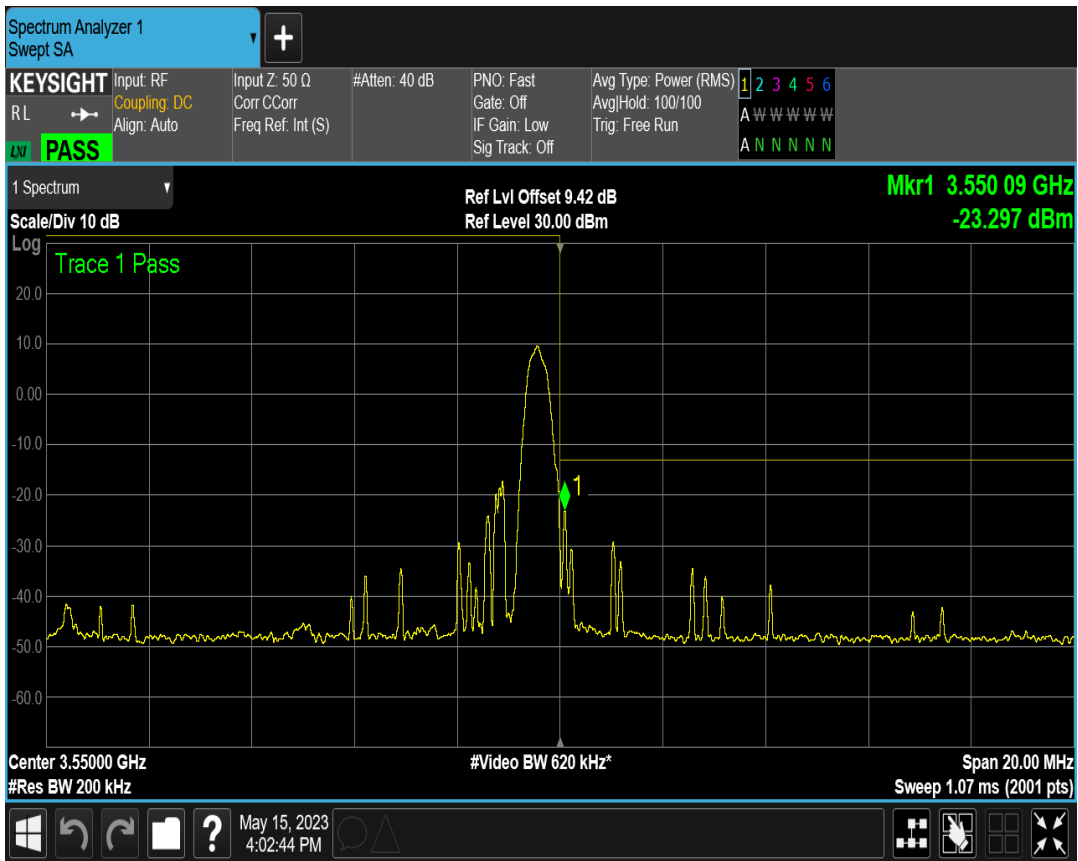 Spectrum Analyzer 1
Swept SA
KEYSIGHT
RL
LXI PASS
Input: RF
Coupling: DC
Align: Auto
Input Z: 50 Ω
Corr CCorr
Freq Ref: Int (S)
#Atten: 40 dB
PNO: Fast
Gate: Off
IF Gain: Low
Sig Track: Off
Avg Type: Power (RMS)
Avg|Hold: 100/100
Trig: Free Run
1 2 3 4 5 6
A W W W W W
A N N N N N
1 Spectrum
Scale/Div 10 dB
Ref Lvl Offset 9.42 dB
Ref Level 30.00 dBm
Mkr1 3.550 09 GHz
-23.297 dBm
Log
Trace 1 Pass
20.0
10.0
0.00
-10.0
-20.0
1
-30.0
-40.0
-50.0
-60.0
Center 3.55000 GHz
#Video BW 620 kHz*
Span 20.00 MHz
#Res BW 200 kHz
Sweep 1.07 ms (2001 pts)
?
May 15, 2023
4:02:44 PM